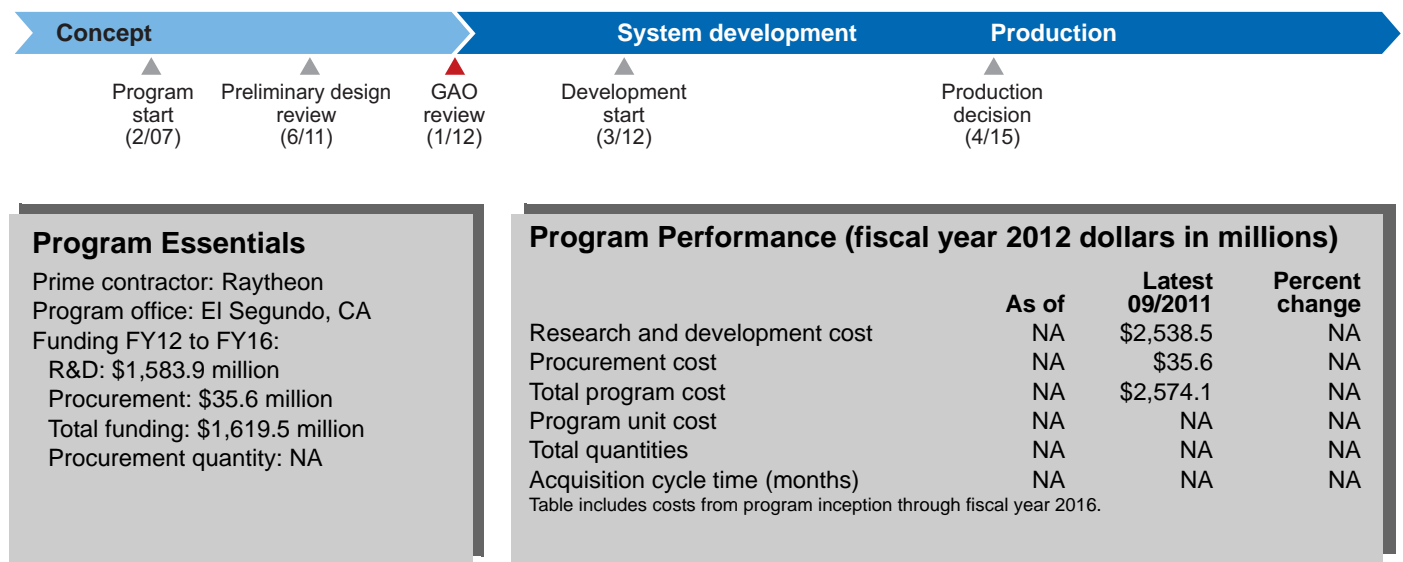 Concept
System development
Production
Program
start
(2/07)
Preliminary design
review
(6/11)
GAO
review
(1/12)
Development
start
(3/12)
Production
decision
(4/15)
Program Essentials
Prime contractor: Raytheon
Program office: El Segundo, CA
Funding FY12 to FY16:
R&D: $1,583.9 million
Procurement: $35.6 million
Total funding: $1,619.5 million
Procurement quantity: NA
Program Performance (fiscal year 2012 dollars in millions)
As of Latest 09/2011 Percent change
Research and development cost NA $2,538.5 NA
Procurement cost NA $35.6 NA
Total program cost NA $2,574.1 NA
Program unit cost NA NA NA
Total quantities NA NA NA
Acquisition cycle time (months) NA NA NA
Table includes costs from program inception through fiscal year 2016.